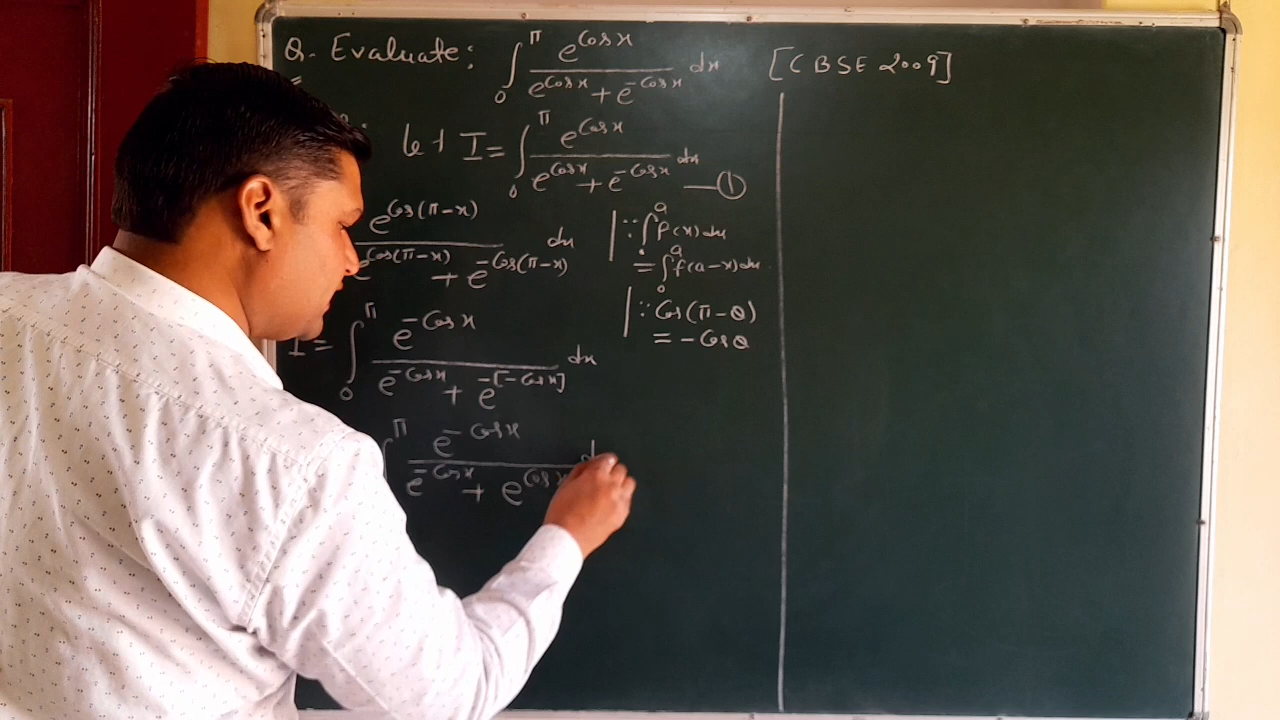 Q. Evaluate: ∫₀^π e^(Cos x) / (e^(Cos x) + e^(-Cos x)) dx [CBSE 2009]
let I = ∫₀^π e^(Cos x) / (e^(Cos x) + e^(-Cos x)) dx —①
e^(Cos(π-x)) / (e^(Cos(π-x)) + e^(-Cos(π-x))) dx | ∵ ∫₀^a f(x) dx
= ∫₀^a f(a-x) dx
| ∵ Cos(π-θ)
= -Cos θ
I = ∫₀^π e^(-Cos x) / (e^(-Cos x) + e^(-[-Cos x])) dx
∫^π e^(-Cos x) / (e^(-Cos x) + e^(Cos x)) d